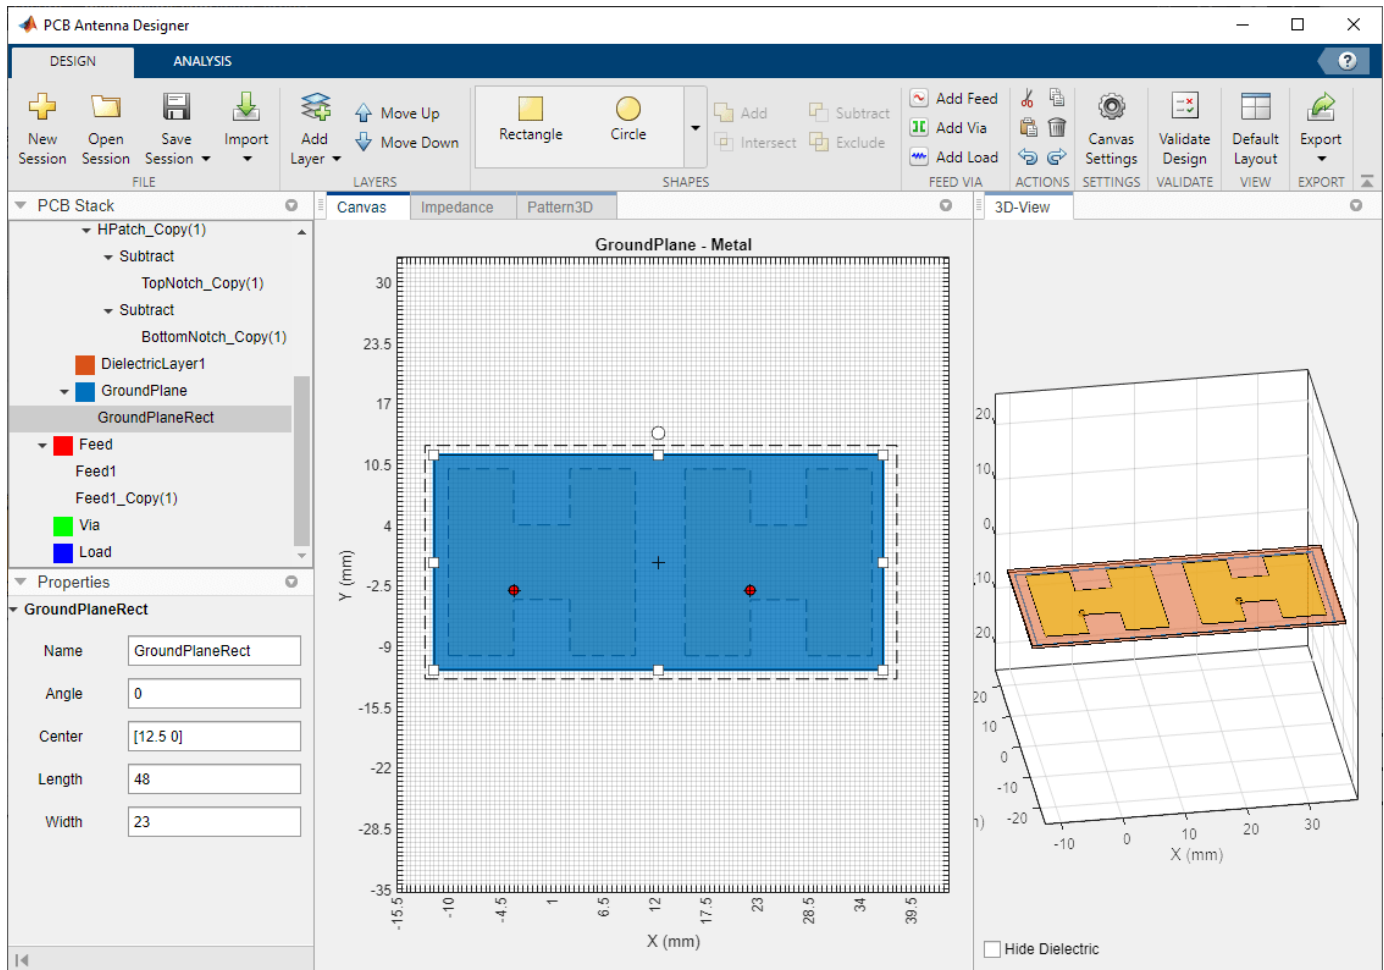 PCB Antenna Designer
DESIGN
ANALYSIS
?
New Session
Open Session
Save Session
Import
FILE
Add Layer
Move Up
Move Down
LAYERS
Rectangle
Circle
Add
Subtract
Intersect
Exclude
SHAPES
Add Feed
Add Via
Add Load
FEED VIA
ACTIONS
Canvas Settings
SETTINGS
Validate Design
VALIDATE
Default Layout
VIEW
Export
EXPORT
PCB Stack
HPatch_Copy(1)
Subtract
TopNotch_Copy(1)
Subtract
BottomNotch_Copy(1)
DielectricLayer1
GroundPlane
GroundPlaneRect
Feed
Feed1
Feed1_Copy(1)
Via
Load
Properties
GroundPlaneRect
Name
GroundPlaneRect
Angle
0
Center
[12.5 0]
Length
48
Width
23
Canvas
Impedance
Pattern3D
GroundPlane - Metal
30
23.5
17
10.5
4
-2.5
-9
-15.5
-22
-28.5
-35
Y (mm)
-15.5
-10
-4.5
1
6.5
12
17.5
23
28.5
34
39.5
X (mm)
3D-View
20
10
0
10
20
20
10
0
-10
-20
-10
0
10
20
30
X (mm)
Hide Dielectric